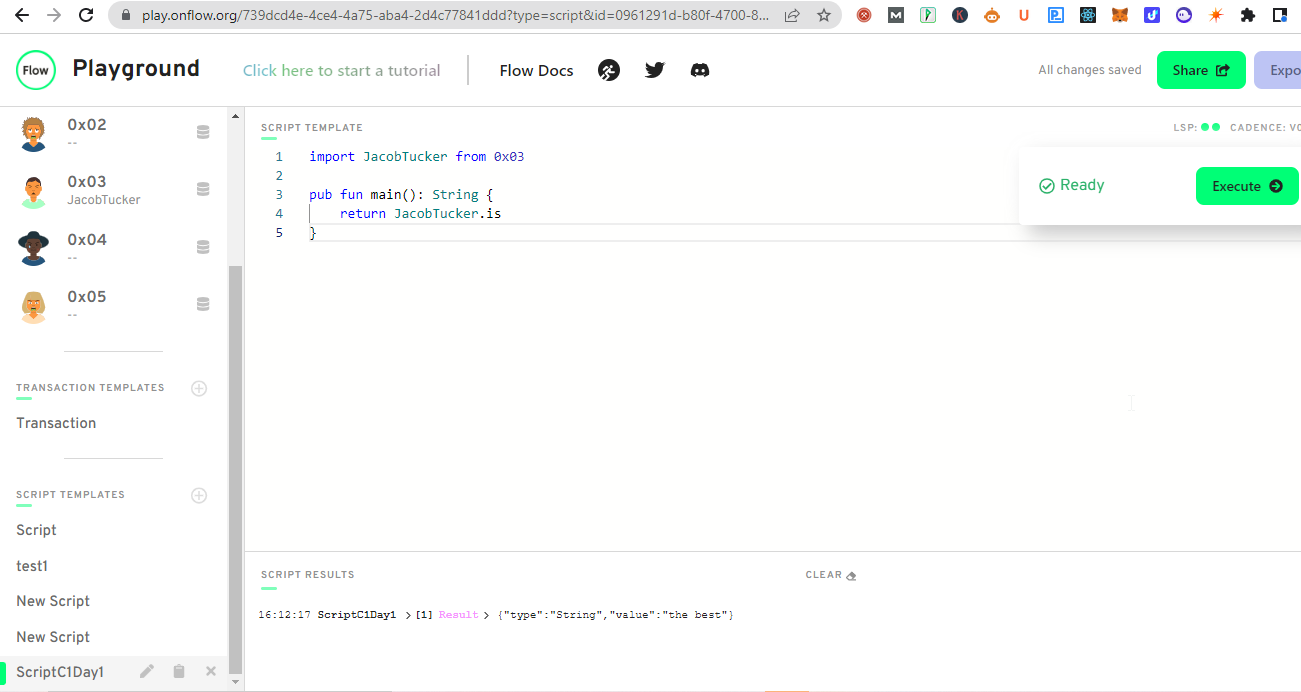 play.onflow.org/739dcd4e-4ce4-4a75-aba4-2d4c77841ddd?type=script&id=0961291d-b80f-4700-8...
Flow
Playground
Click here to start a tutorial
Flow Docs
All changes saved
Share
Expo
0x02
--
0x03
JacobTucker
0x04
--
0x05
--
TRANSACTION TEMPLATES
Transaction
SCRIPT TEMPLATES
Script
test1
New Script
New Script
ScriptC1Day1
SCRIPT TEMPLATE
LSP:
CADENCE: V0
1 import JacobTucker from 0x03
2
3 pub fun main(): String {
4 return JacobTucker.is
5 }
Ready
Execute
SCRIPT RESULTS
CLEAR
16:12:17 ScriptC1Day1 > [1] Result > {"type":"String","value":"the best"}